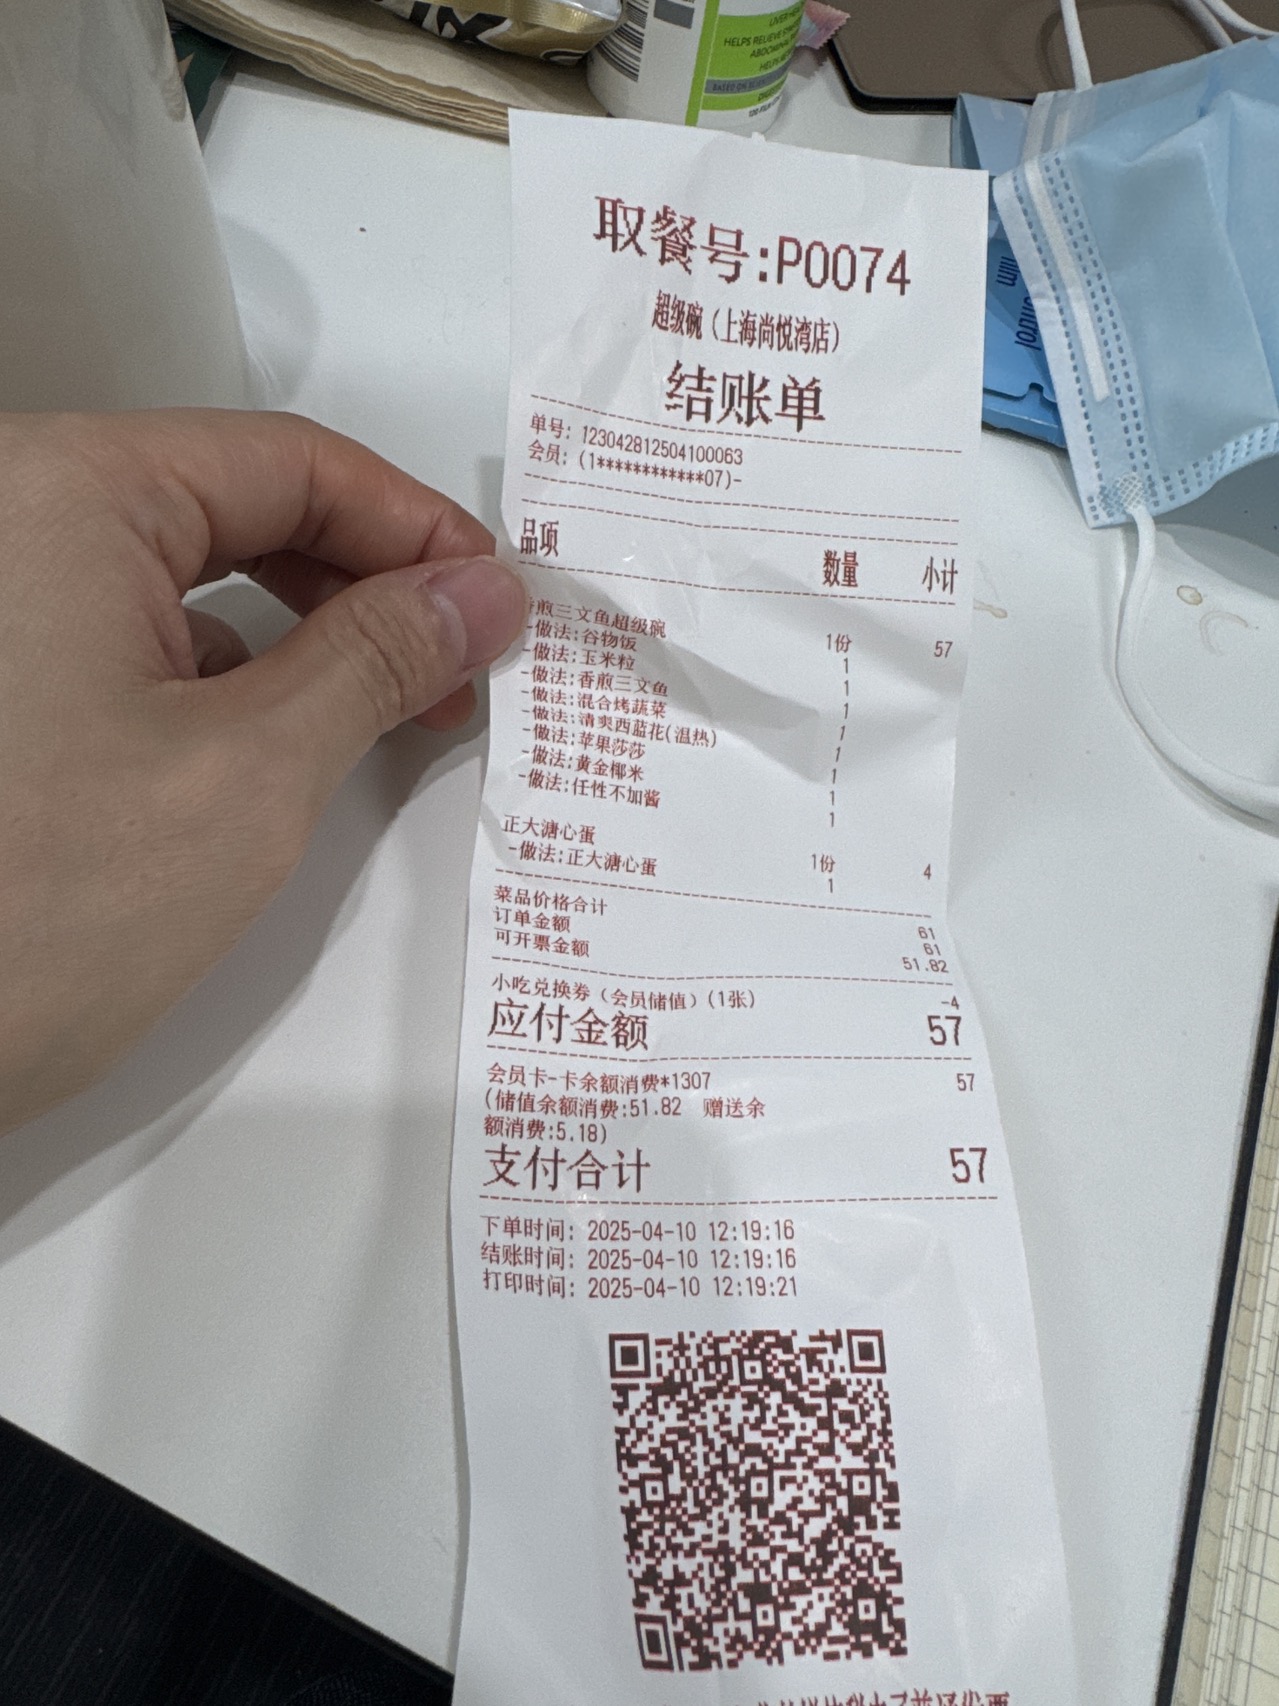 LIVER HE
HELPS RELIEVE
ABDOMINAL
HELPS
BASED ON
取餐号:P0074
超级碗（上海尚悦湾店）
结账单
单号: 123042812504100063
会员: (1************07)-
品项 数量 小计
香煎三文鱼超级碗 1份 57
-做法:谷物饭 1
-做法:玉米粒 1
-做法:香煎三文鱼 1
-做法:混合烤蔬菜 1
-做法:清爽西蓝花(温热) 1
-做法:苹果莎莎 1
-做法:黄金椰米 1
-做法:任性不加酱 1
正大溏心蛋 1份 4
-做法:正大溏心蛋 1
菜品价格合计 61
订单金额 61
可开票金额 51.82
小吃兑换券（会员储值）(1张) -4
应付金额 57
会员卡-卡余额消费*1307 57
(储值余额消费:51.82 赠送余
额消费:5.18)
支付合计 57
下单时间: 2025-04-10 12:19:16
结账时间: 2025-04-10 12:19:16
打印时间: 2025-04-10 12:19:21